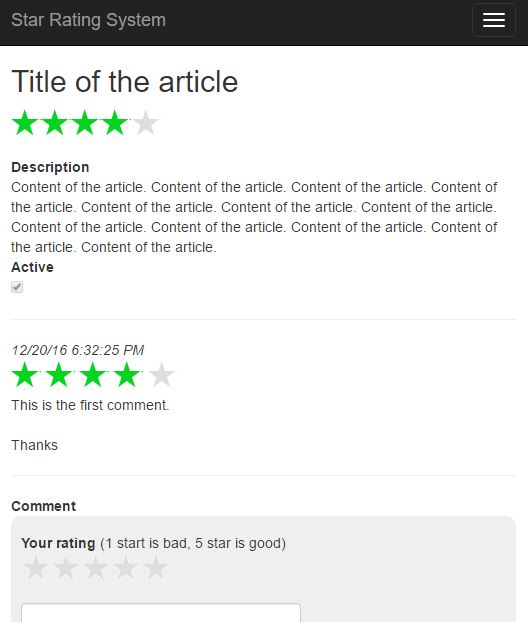 Star Rating System
Title of the article
Description
Content of the article. Content of the article. Content of the article. Content of
the article. Content of the article. Content of the article. Content of the article.
Content of the article. Content of the article. Content of the article. Content of
the article. Content of the article.
Active
12/20/16 6:32:25 PM
This is the first comment.
Thanks
Comment
Your rating (1 start is bad, 5 star is good)